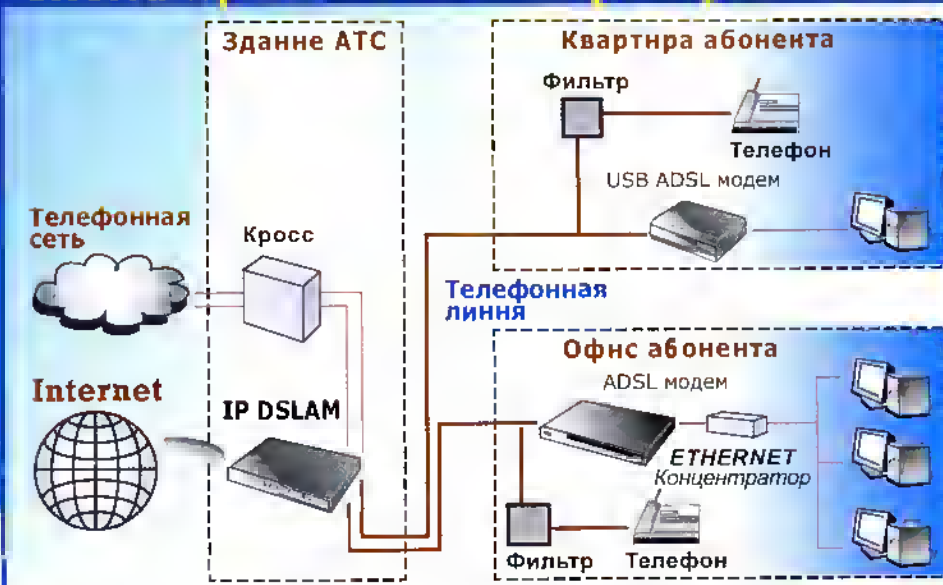 Здание АТС
Квартира абонента
Фильтр
Телефон
USB ADSL модем
Телефонная
сеть
Кросс
Телефонная
линия
Офис абонента
ADSL модем
Internet
IP DSLAM
ETHERNET
Концентратор
Фильтр
Телефон